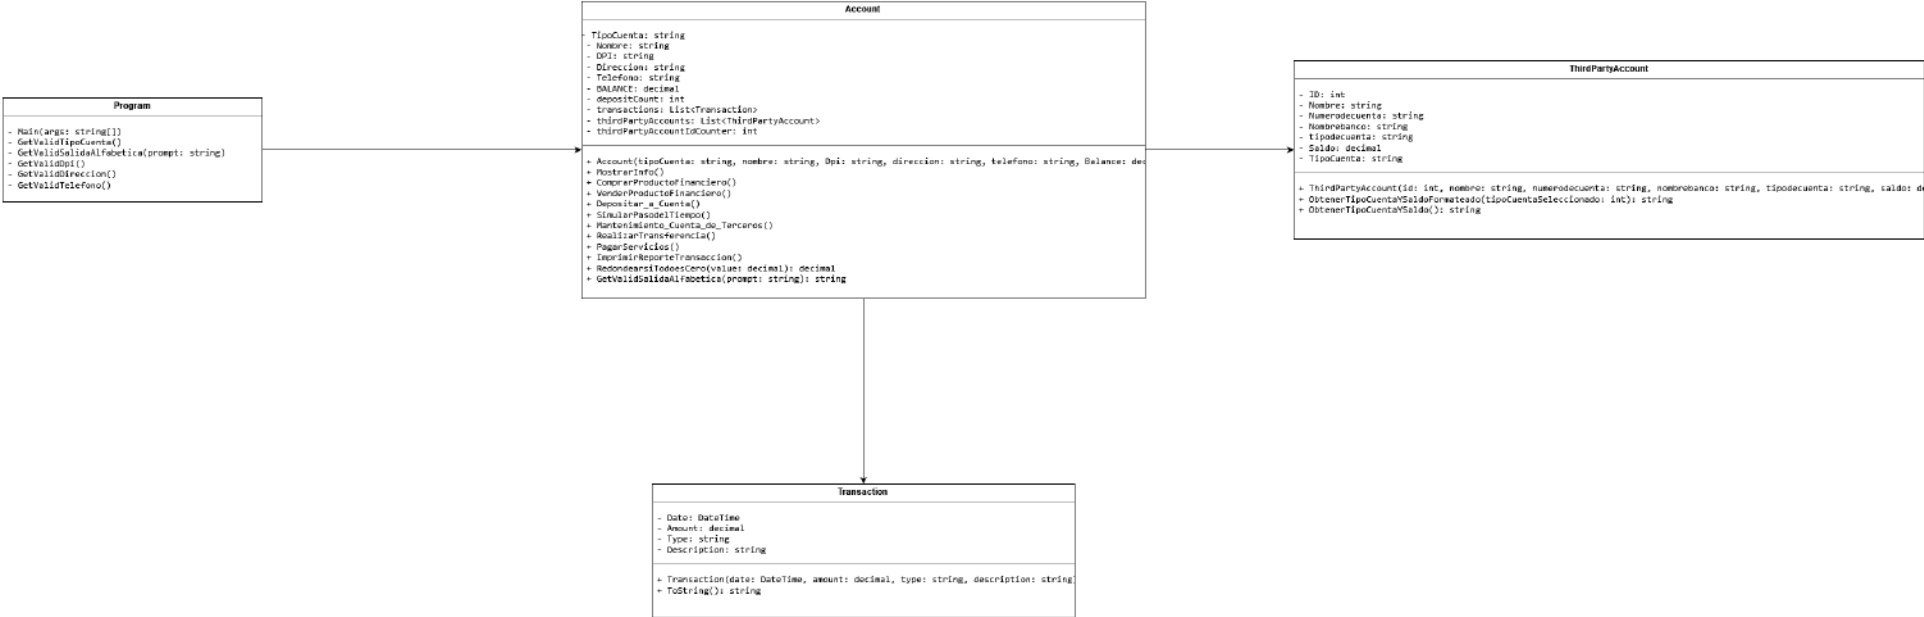 Program
- Main(args: string[])
- GetValidTipoCuenta()
- GetValidSalidaAlfabetica(prompt: string)
- GetValidDpi()
- GetValidDireccion()
- GetValidTelefono()
Account
- TipoCuenta: string
- Nombre: string
- DPI: string
- Direccion: string
- Telefono: string
- BALANCE: decimal
- depositCount: int
- transactions: List<Transaction>
- thirdPartyAccounts: List<ThirdPartyAccount>
- thirdPartyAccountIdCounter: int
+ Account(tipoCuenta: string, nombre: string, Dpi: string, direccion: string, telefono: string, Balance: dec
+ MostrarInfo()
+ ComprarProductoFinanciero()
+ VenderProductoFinanciero()
+ Depositar_a_Cuenta()
+ SimularPasodelTiempo()
+ Mantenimiento_Cuenta_de_Terceros()
+ RealizarTransferencia()
+ PagarServicios()
+ ImprimirReporteTransaccion()
+ RedondearsiTodoesCero(value: decimal): decimal
+ GetValidSalidaAlfabetica(prompt: string): string
ThirdPartyAccount
- ID: int
- Nombre: string
- Numerodecuenta: string
- Nombrebanco: string
- tipodecuenta: string
- Saldo: decimal
- TipoCuenta: string
+ ThirdPartyAccount(id: int, nombre: string, numerodecuenta: string, nombrebanco: string, tipodecuenta: string, saldo: de
+ ObtenerTipoCuentaYSaldoFormateado(tipoCuentaSeleccionado: int): string
+ ObtenerTipoCuentaYSaldo(): string
Transaction
- Date: DateTime
- Amount: decimal
- Type: string
- Description: string
+ Transaction(date: DateTime, amount: decimal, type: string, description: string)
+ ToString(): string